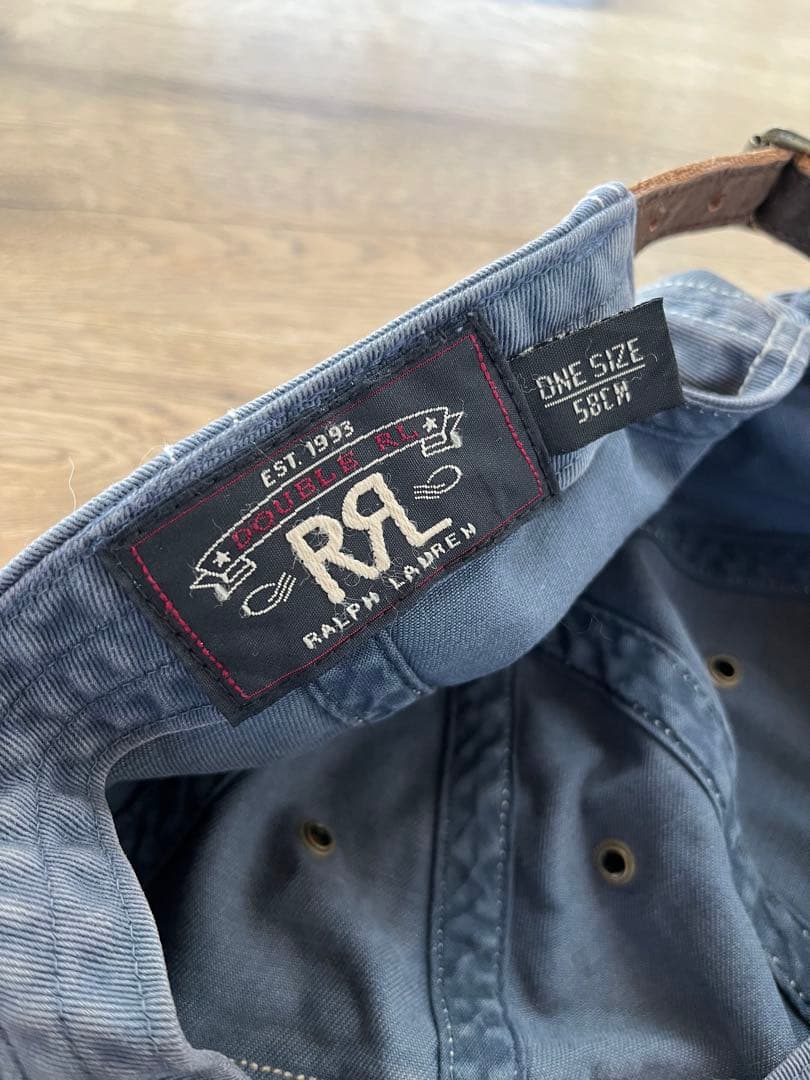 EST. 1993
DOUBLE RL
RRL
RALPH LAUREN
ONE SIZE
58CM